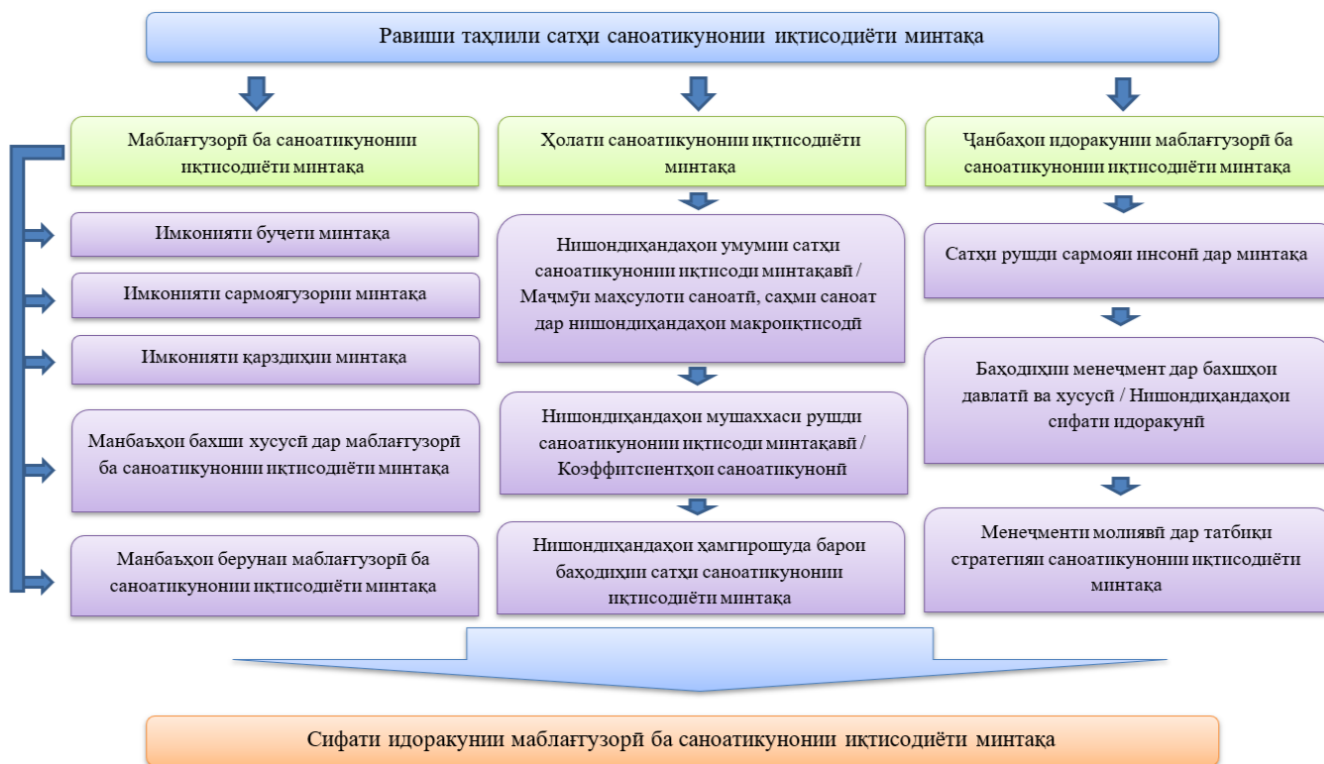 Равиши таҳлили сатҳи саноатикунонии иқтисодиёти минтақа
Маблағгузорӣ ба саноатикунонии
иқтисодиёти минтақа
Имконияти буҷети минтақа
Имконияти сармоягузории минтақа
Имконияти қарздиҳии минтақа
Манбаъҳои бахши хусусӣ дар маблағгузорӣ
ба саноатикунонии иқтисодиёти минтақа
Манбаъҳои берунаи маблағгузорӣ ба
саноатикунонии иқтисодиёти минтақа
Ҳолати саноатикунонии иқтисодиёти
минтақа
Нишондиҳандаҳои умумии сатҳи
саноатикунонии иқтисоди минтақавӣ /
Маҷмӯи маҳсулоти саноатӣ, саҳми саноат
дар нишондиҳандаҳои макроиқтисодӣ
Нишондиҳандаҳои мушаххаси рушди
саноатикунонии иқтисоди минтақавӣ /
Коэффитсиентҳои саноатикунонӣ
Нишондиҳандаҳои ҳамгирошуда барои
баҳодиҳии сатҳи саноатикунонии
иқтисодиёти минтақа
Ҷанбаҳои идоракунии маблағгузорӣ ба
саноатикунонии иқтисодиёти минтақа
Сатҳи рушди сармояи инсонӣ дар минтақа
Баҳодиҳии менеҷмент дар бахшҳои
давлатӣ ва хусусӣ / Нишондиҳандаҳои
сифати идоракунӣ
Менеҷменти молиявӣ дар татбиқи
стратегияи саноатикунонии иқтисодиёти
минтақа
Сифати идоракунии маблағгузорӣ ба саноатикунонии иқтисодиёти минтақа